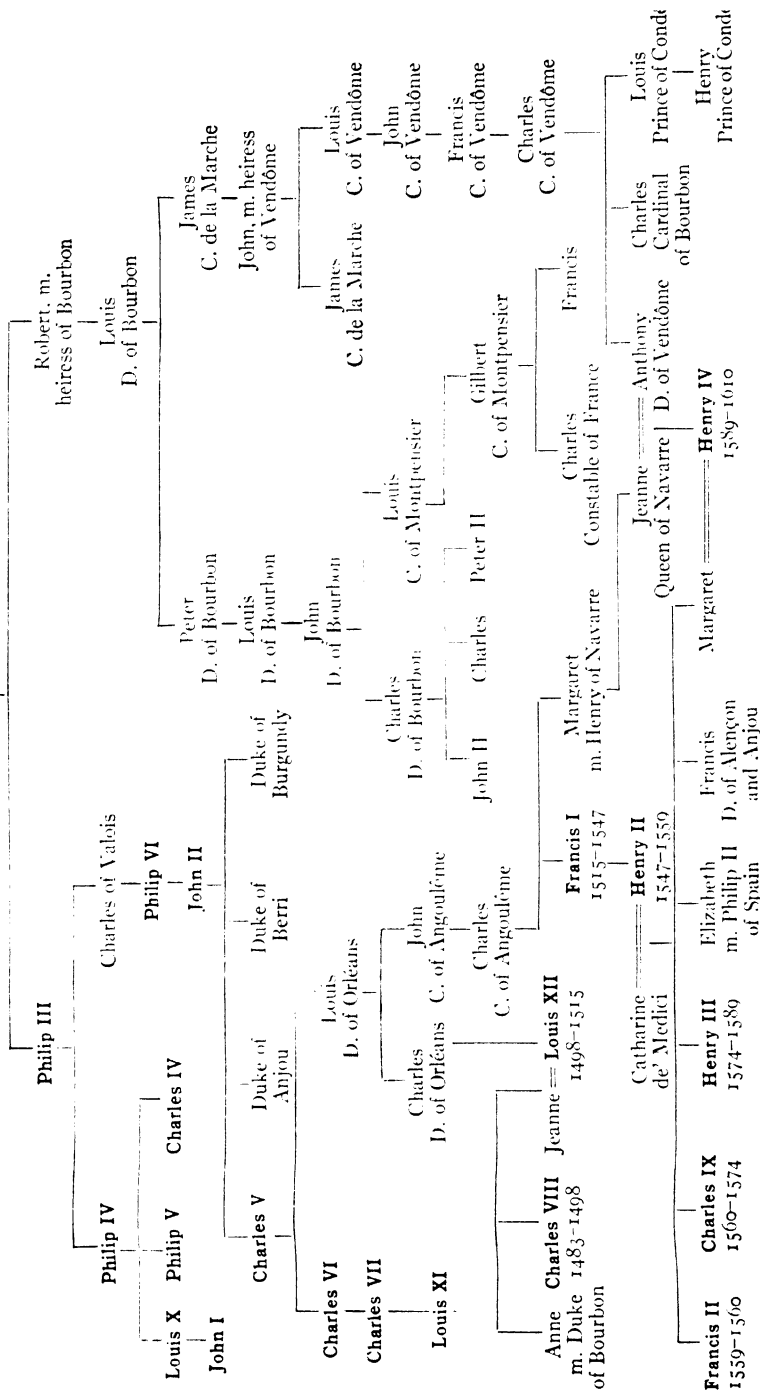 Philip III
Robert, m.
heiress of Bourbon
Philip IV
Charles of Valois
Louis
D. of Bourbon
Louis X
Philip V
Charles IV
Philip VI
John I
John II
Peter
D. of Bourbon
James
C. de la Marche
Louis
D. of Bourbon
John, m. heiress
of Vendôme
Charles V
Duke of
Anjou
Duke of
Berri
Duke of
Burgundy
John
D. of Bourbon
James
C. de la Marche
Louis
C. of Vendôme
Charles VI
Louis
D. of Orléans
Charles
D. of Bourbon
Louis
C. of Montpensier
John
C. of Vendôme
Charles VII
Louis XI
Charles
D. of Orléans
John
C. of Angoulême
John II
Charles
Peter II
Gilbert
C. of Montpensier
Francis
C. of Vendôme
Charles
C. of Angoulême
Charles
C. of Vendôme
Anne
m. Duke
of Bourbon
Charles VIII
1483–1498
Jeanne
Louis XII
1498–1515
Francis I
1515–1547
Margaret
m. Henry of Navarre
Charles
Constable of France
Francis
Catharine
de' Medici
Henry II
1547–1559
Jeanne
Queen of Navarre
Anthony
D. of Vendôme
Charles
Cardinal
of Bourbon
Louis
Prince of Condé
Francis II
1559–1560
Charles IX
1560–1574
Henry III
1574–1589
Elizabeth
m. Philip II
of Spain
Francis
D. of Alençon
and Anjou
Margaret
Henry IV
1589–1610
Henry
Prince of Condé